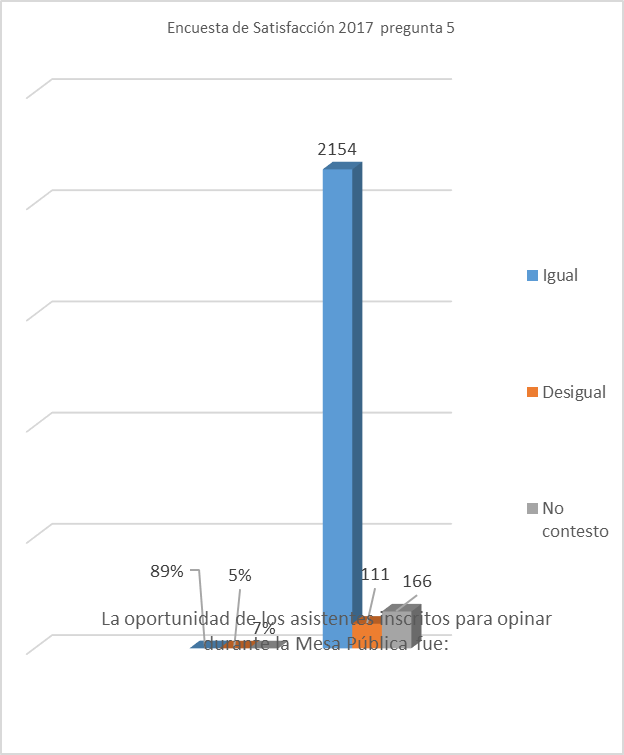 Encuesta de Satisfacción 2017 pregunta 5
2154
Igual
Desigual
No
contesto
89%
5%
7%
111
166
La oportunidad de los asistentes inscritos para opinar
durante la Mesa Pública fue: